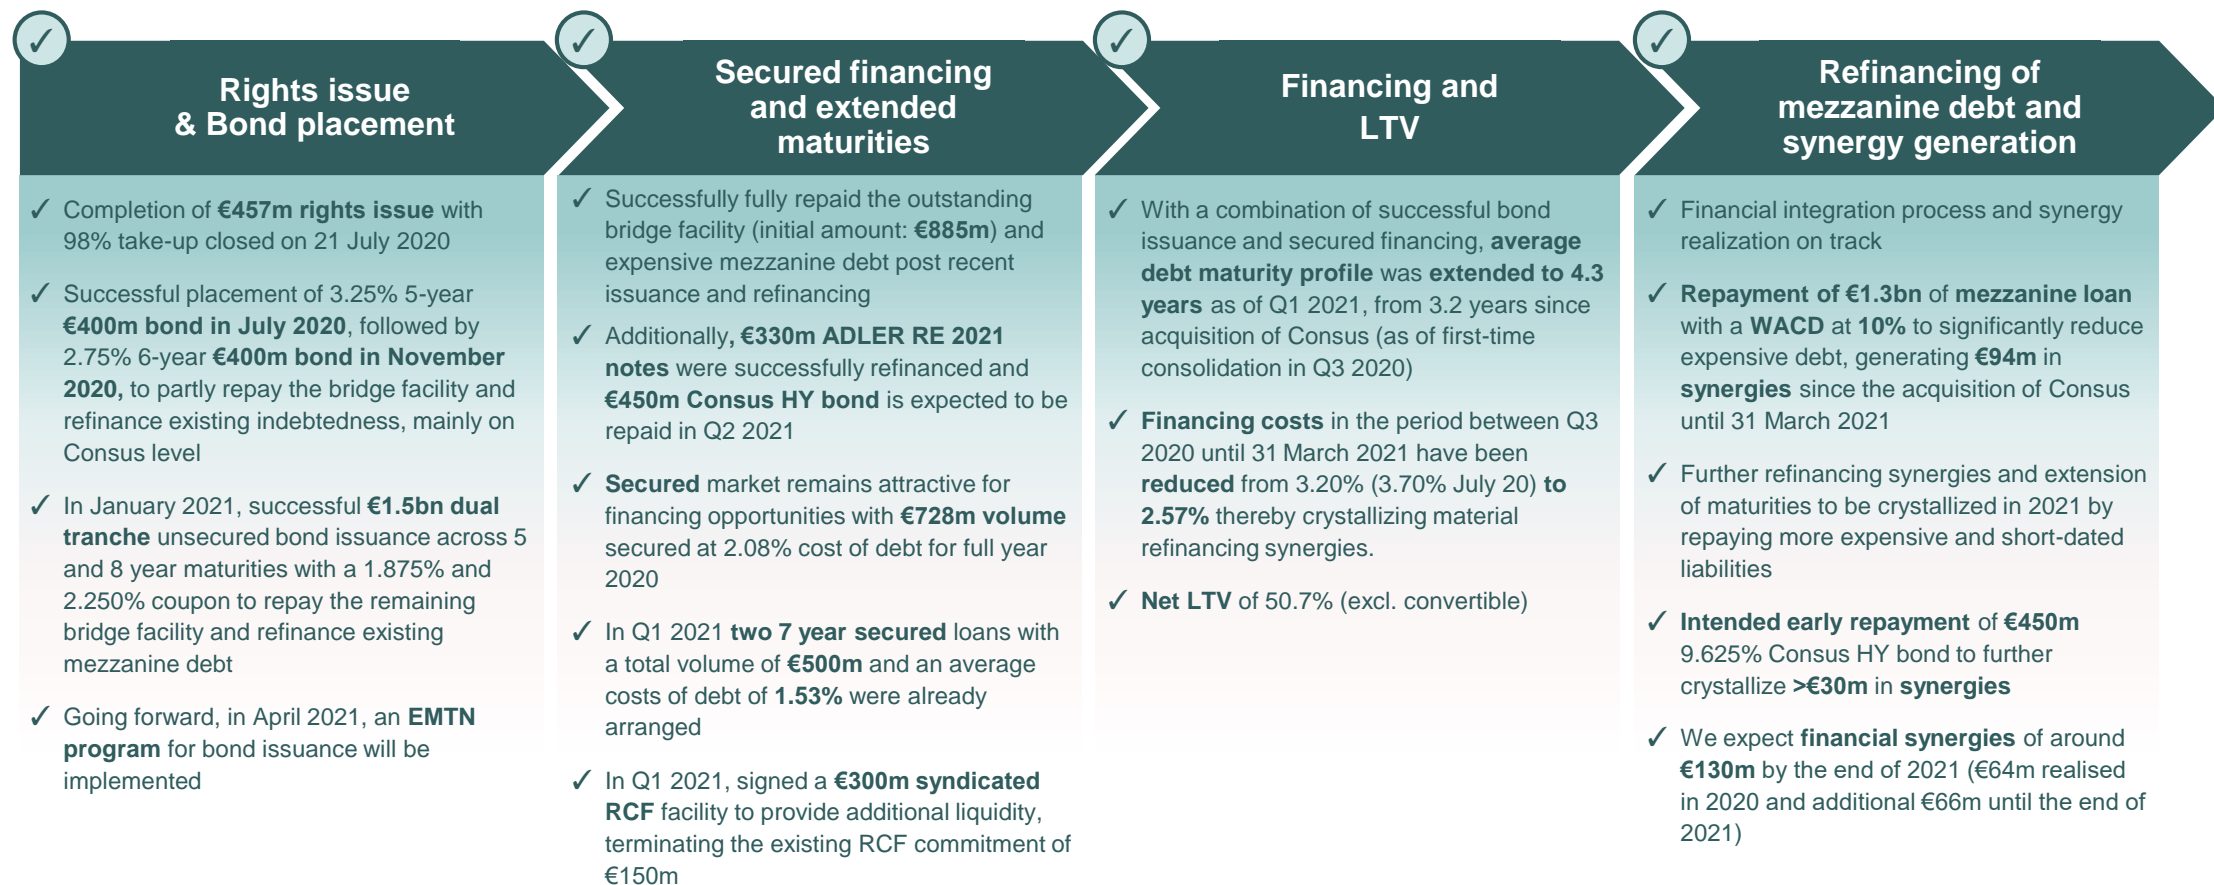 Rights issue
& Bond placement
✓ Completion of €457m rights issue with
98% take-up closed on 21 July 2020
✓ Successful placement of 3.25% 5-year
€400m bond in July 2020, followed by
2.75% 6-year €400m bond in November
2020, to partly repay the bridge facility and
refinance existing indebtedness, mainly on
Consus level
✓ In January 2021, successful €1.5bn dual
tranche unsecured bond issuance across 5
and 8 year maturities with a 1.875% and
2.250% coupon to repay the remaining
bridge facility and refinance existing
mezzanine debt
✓ Going forward, in April 2021, an EMTN
program for bond issuance will be
implemented
Secured financing
and extended
maturities
✓ Successfully fully repaid the outstanding
bridge facility (initial amount: €885m) and
expensive mezzanine debt post recent
issuance and refinancing
✓ Additionally, €330m ADLER RE 2021
notes were successfully refinanced and
€450m Consus HY bond is expected to be
repaid in Q2 2021
✓ Secured market remains attractive for
financing opportunities with €728m volume
secured at 2.08% cost of debt for full year
2020
✓ In Q1 2021 two 7 year secured loans with
a total volume of €500m and an average
costs of debt of 1.53% were already
arranged
✓ In Q1 2021, signed a €300m syndicated
RCF facility to provide additional liquidity,
terminating the existing RCF commitment of
€150m
Financing and
LTV
✓ With a combination of successful bond
issuance and secured financing, average
debt maturity profile was extended to 4.3
years as of Q1 2021, from 3.2 years since
acquisition of Consus (as of first-time
consolidation in Q3 2020)
✓ Financing costs in the period between Q3
2020 until 31 March 2021 have been
reduced from 3.20% (3.70% July 20) to
2.57% thereby crystallizing material
refinancing synergies.
✓ Net LTV of 50.7% (excl. convertible)
Refinancing of
mezzanine debt and
synergy generation
✓ Financial integration process and synergy
realization on track
✓ Repayment of €1.3bn of mezzanine loan
with a WACD at 10% to significantly reduce
expensive debt, generating €94m in
synergies since the acquisition of Consus
until 31 March 2021
✓ Further refinancing synergies and extension
of maturities to be crystallized in 2021 by
repaying more expensive and short-dated
liabilities
✓ Intended early repayment of €450m
9.625% Consus HY bond to further
crystallize >€30m in synergies
✓ We expect financial synergies of around
€130m by the end of 2021 (€64m realised
in 2020 and additional €66m until the end of
2021)